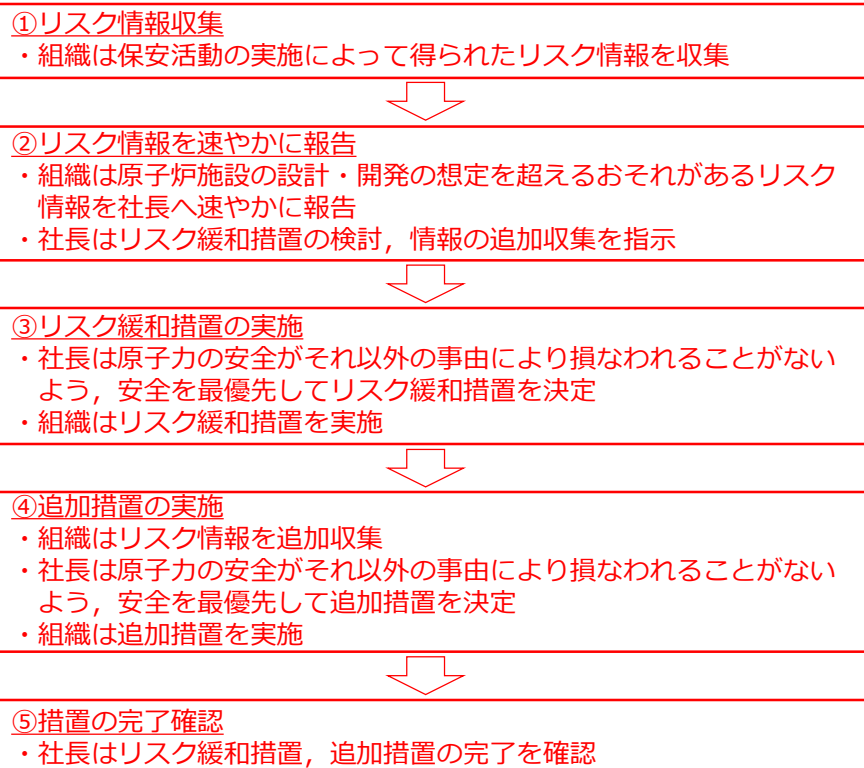 ①リスク情報収集
・組織は保安活動の実施によって得られたリスク情報を収集
②リスク情報を速やかに報告
・組織は原子炉施設の設計・開発の想定を超えるおそれがあるリスク
情報を社長へ速やかに報告
・社長はリスク緩和措置の検討，情報の追加収集を指示
③リスク緩和措置の実施
・社長は原子力の安全がそれ以外の事由により損なわれることがない
よう，安全を最優先してリスク緩和措置を決定
・組織はリスク緩和措置を実施
④追加措置の実施
・組織はリスク情報を追加収集
・社長は原子力の安全がそれ以外の事由により損なわれることがない
よう，安全を最優先して追加措置を決定
・組織は追加措置を実施
⑤措置の完了確認
・社長はリスク緩和措置，追加措置の完了を確認